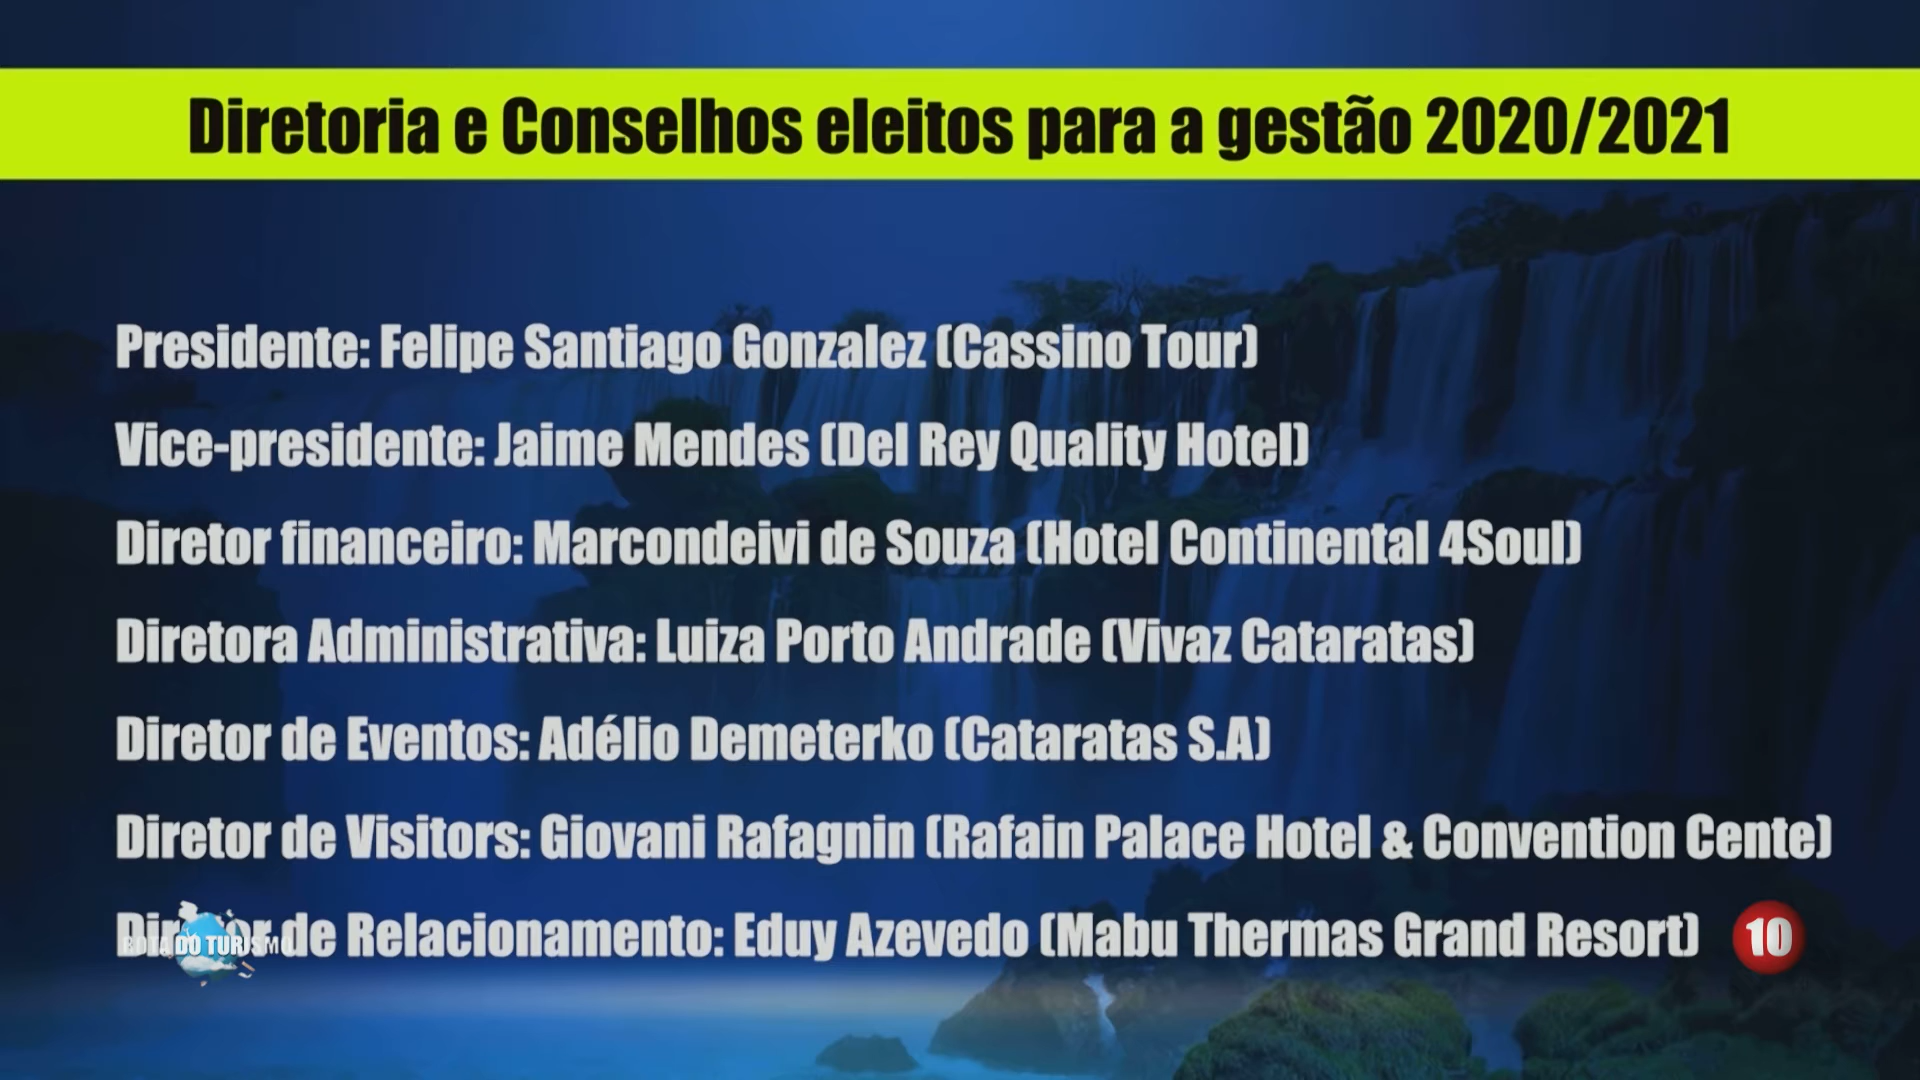 Diretoria e Conselhos eleitos para a gestão 2020/2021
Presidente: Felipe Santiago Gonzalez (Cassino Tour)
Vice-presidente: Jaime Mendes (Del Rey Quality Hotel)
Diretor financeiro: Marcondeivi de Souza (Hotel Continental 4Soul)
Diretora Administrativa: Luiza Porto Andrade (Vivaz Cataratas)
Diretor de Eventos: Adélio Demeterko (Cataratas S.A)
Diretor de Visitors: Giovani Rafagnin (Rafain Palace Hotel & Convention Cente)
Diretor de Relacionamento: Eduy Azevedo (Mabu Thermas Grand Resort)
DO TURISMO
10